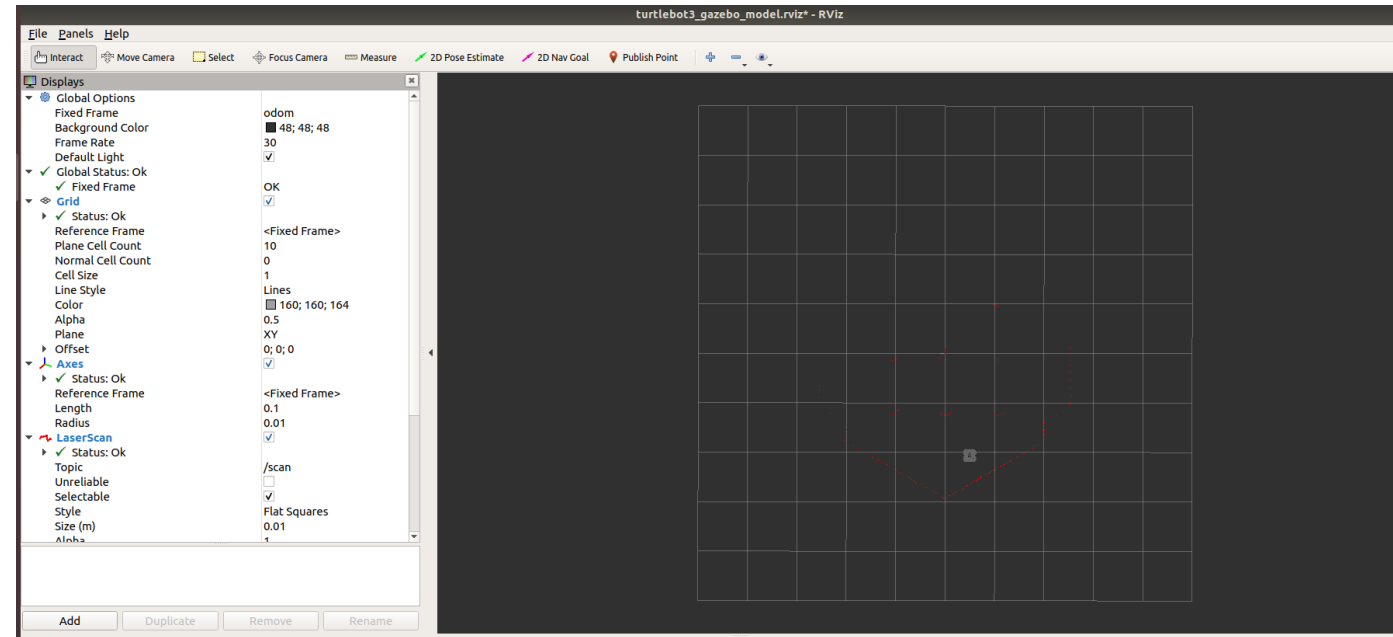 turtlebot3_gazebo_model.rviz* - RViz
File Panels Help
Interact Move Camera Select Focus Camera Measure 2D Pose Estimate 2D Nav Goal Publish Point
Displays
Global Options
Fixed Frame odom
Background Color 48; 48; 48
Frame Rate 30
Default Light
Global Status: Ok
Fixed Frame OK
Grid
Status: Ok
Reference Frame <Fixed Frame>
Plane Cell Count 10
Normal Cell Count 0
Cell Size 1
Line Style Lines
Color 160; 160; 164
Alpha 0.5
Plane XY
Offset 0; 0; 0
Axes
Status: Ok
Reference Frame <Fixed Frame>
Length 0.1
Radius 0.01
LaserScan
Status: Ok
Topic /scan
Unreliable
Selectable
Style Flat Squares
Size (m) 0.01
Alpha 1
Add Duplicate Remove Rename